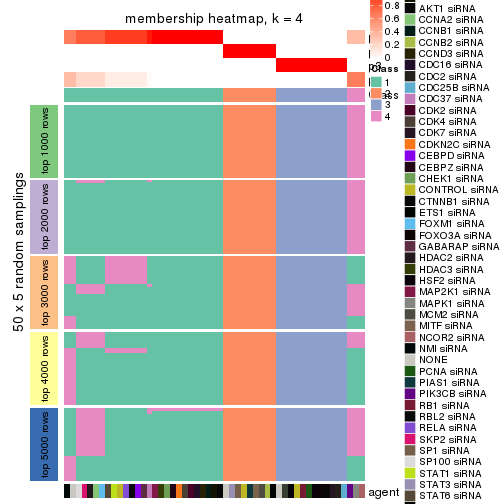 membership heatmap, k = 4
50 x 5 random samplings
top 1000 rows
top 2000 rows
top 3000 rows
top 4000 rows
top 5000 rows
agent
0.8
0.6
0.4
0.2
0
Class
1
2
3
4
AKT1 siRNA
CCNA2 siRNA
CCNB1 siRNA
CCNB2 siRNA
CCND3 siRNA
CDC16 siRNA
CDC2 siRNA
CDC25B siRNA
CDC37 siRNA
CDK2 siRNA
CDK4 siRNA
CDK7 siRNA
CDKN2C siRNA
CEBPD siRNA
CEBPZ siRNA
CHEK1 siRNA
CONTROL siRNA
CTNNB1 siRNA
ETS1 siRNA
FOXM1 siRNA
FOXO3A siRNA
GABARAP siRNA
HDAC2 siRNA
HDAC3 siRNA
HSF2 siRNA
MAP2K1 siRNA
MAPK1 siRNA
MCM2 siRNA
MITF siRNA
NCOR2 siRNA
NMI siRNA
NONE
PCNA siRNA
PIAS1 siRNA
PIK3CB siRNA
RB1 siRNA
RBL2 siRNA
RELA siRNA
SKP2 siRNA
SP1 siRNA
SP100 siRNA
STAT1 siRNA
STAT3 siRNA
STAT6 siRNA